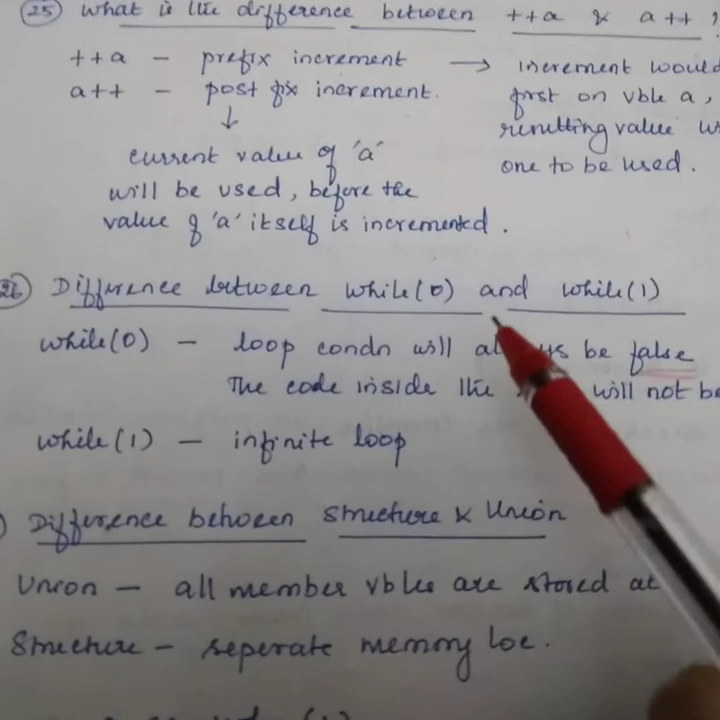 25) What is the difference between ++a & a++ ?
++a - prefix increment → increment would
a++ - post fix increment. first on vble a,
↓ resulting value
current value of 'a' one to be used.
will be used, before the
value of 'a' itself is incremented.
26) Difference between while(0) and while(1)
while(0) - loop condn will be false
The code inside the will not be
while(1) - infinite loop
Difference between Structure & Union
Union - all member vbles are stored at
Structure - seperate memory loc.